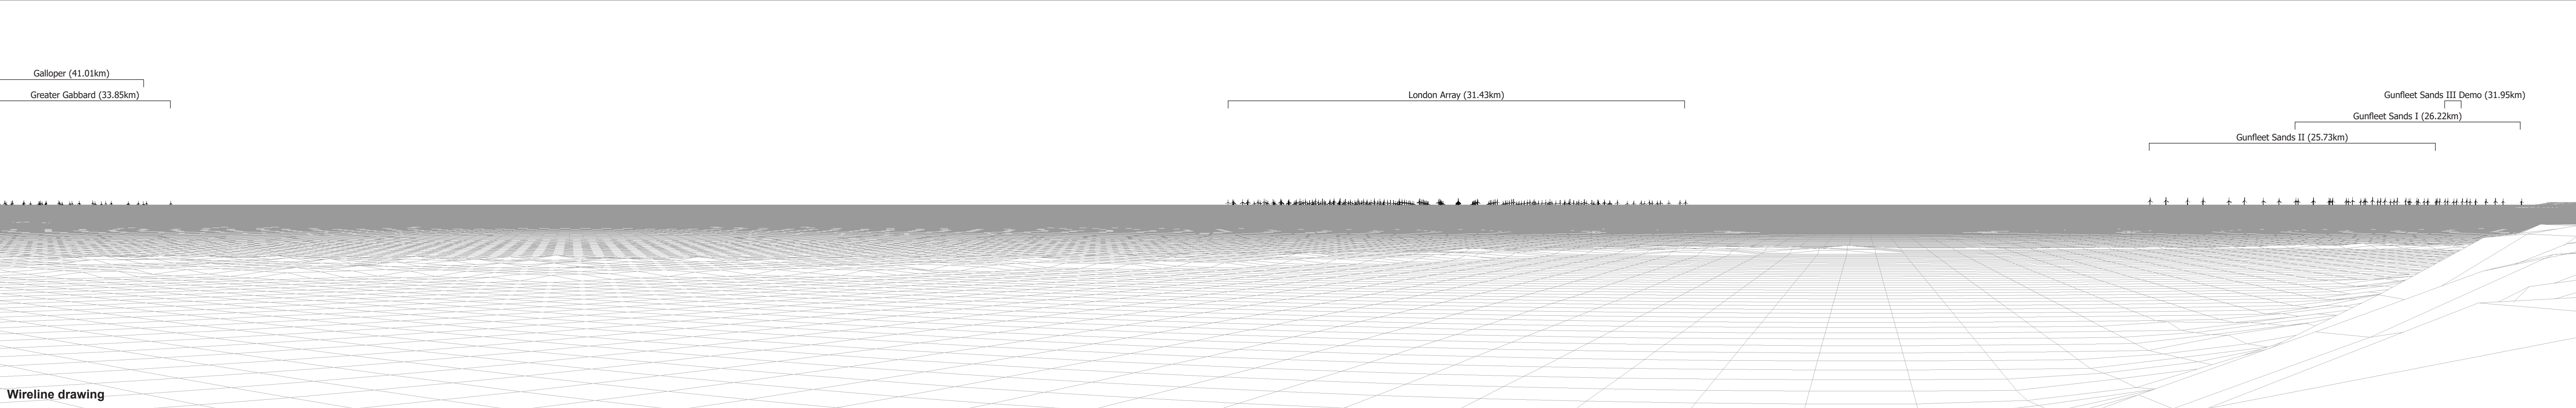 Galloper (41.01km)
Greater Gabbard (33.85km)
London Array (31.43km)
Gunfleet Sands III Demo (31.95km)
Gunfleet Sands I (26.22km)
Gunfleet Sands II (25.73km)
Wireline drawing